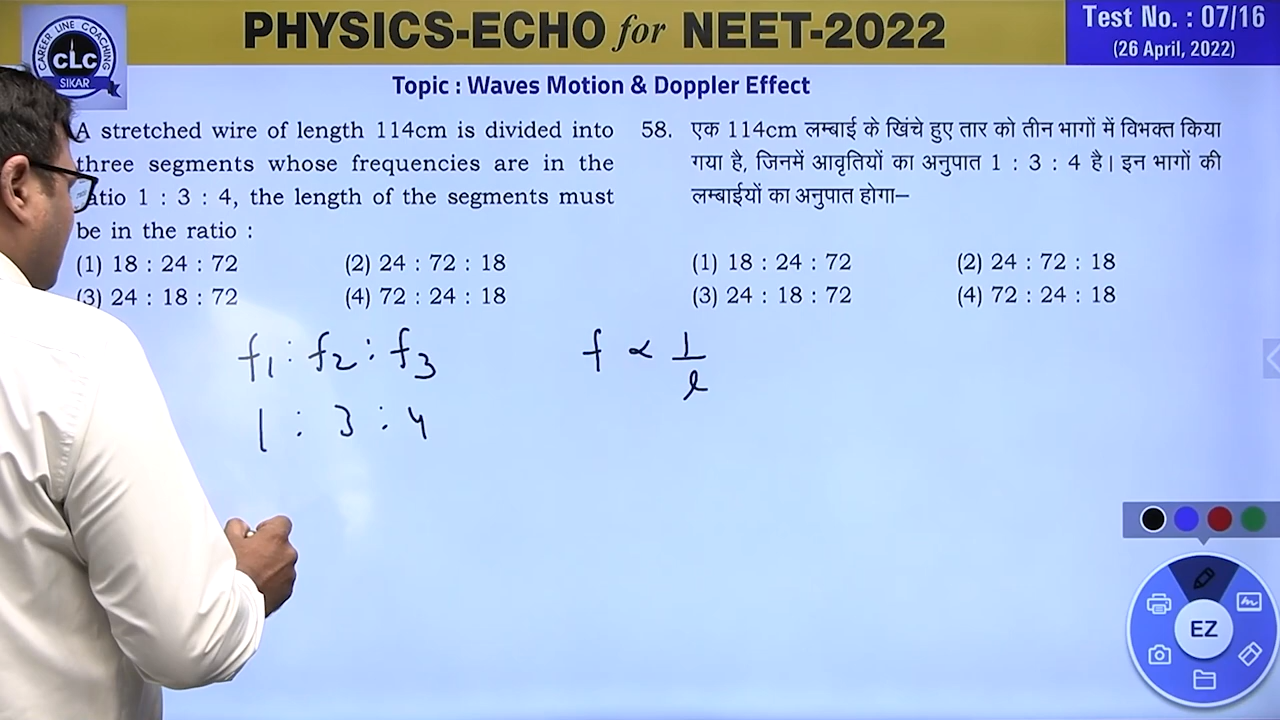 PHYSICS-ECHO for NEET-2022
Test No. : 07/16
(26 April, 2022)
CAREER LINE COACHING
CLC
SIKAR
Topic : Waves Motion & Doppler Effect
A stretched wire of length 114cm is divided into
three segments whose frequencies are in the
ratio 1 : 3 : 4, the length of the segments must
be in the ratio :
(1) 18 : 24 : 72 (2) 24 : 72 : 18
(3) 24 : 18 : 72 (4) 72 : 24 : 18
58. एक 114cm लम्बाई के खिंचे हुए तार को तीन भागों में विभक्त किया
गया है, जिनमें आवृतियों का अनुपात 1 : 3 : 4 है। इन भागों की
लम्बाईयों का अनुपात होगा–
(1) 18 : 24 : 72 (2) 24 : 72 : 18
(3) 24 : 18 : 72 (4) 72 : 24 : 18
f₁ : f₂ : f₃
1 : 3 : 4
f ∝ 1/l
EZ